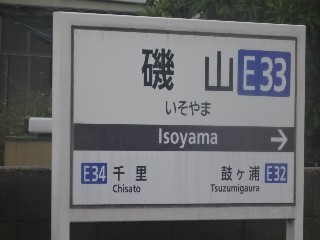 磯山 E33
いそやま
Isoyama →
E34 千里 鼓ヶ浦 E32
Chisato Tsuzumigaura